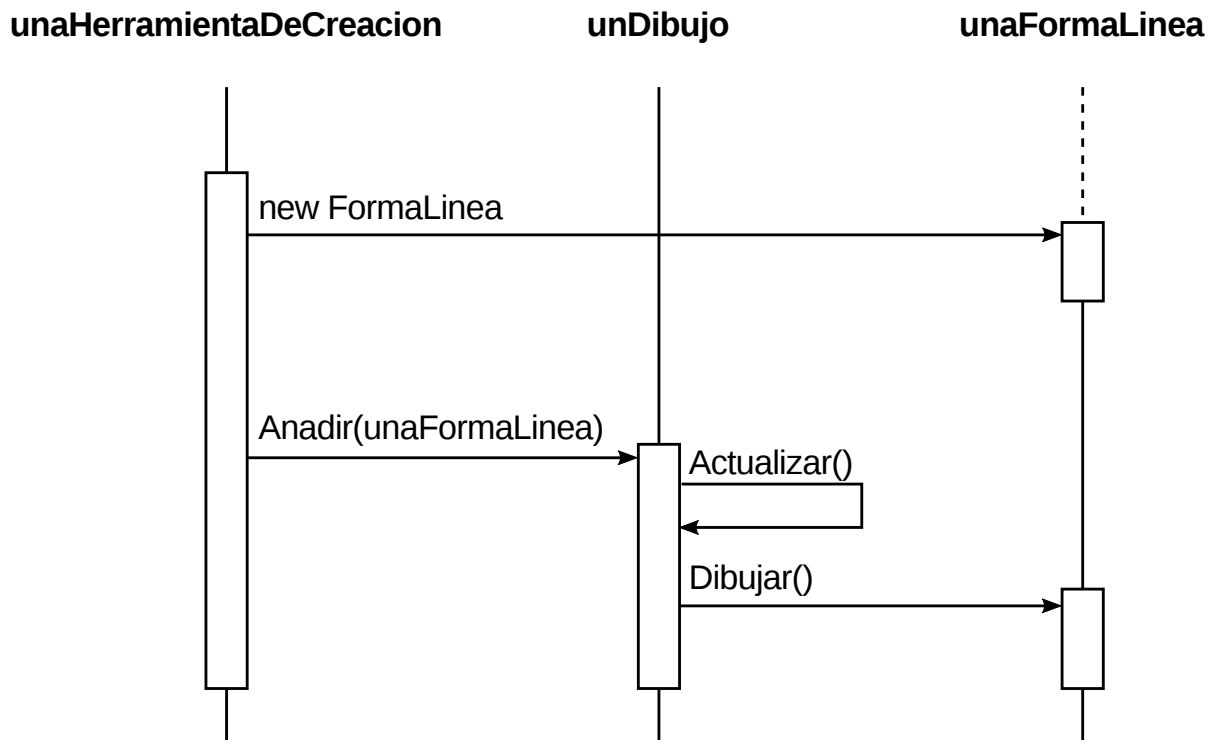 unaHerramientaDeCreacion unDibujo unaFormaLinea
new FormaLinea
Anadir(unaFormaLinea)
Actualizar()
Dibujar()